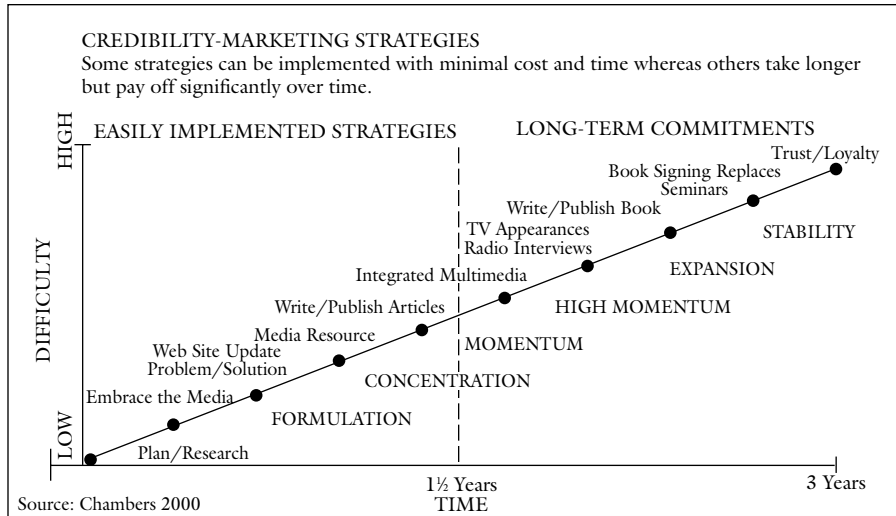 CREDIBILITY-MARKETING STRATEGIES
Some strategies can be implemented with minimal cost and time whereas others take longer
but pay off significantly over time.
EASILY IMPLEMENTED STRATEGIES
LONG-TERM COMMITMENTS
HIGH
DIFFICULTY
LOW
Trust/Loyalty
Book Signing Replaces
Seminars
Write/Publish Book
TV Appearances
Radio Interviews
Integrated Multimedia
Write/Publish Articles
Media Resource
Web Site Update
Problem/Solution
Embrace the Media
Plan/Research
STABILITY
EXPANSION
HIGH MOMENTUM
MOMENTUM
CONCENTRATION
FORMULATION
1½ Years
3 Years
TIME
Source: Chambers 2000